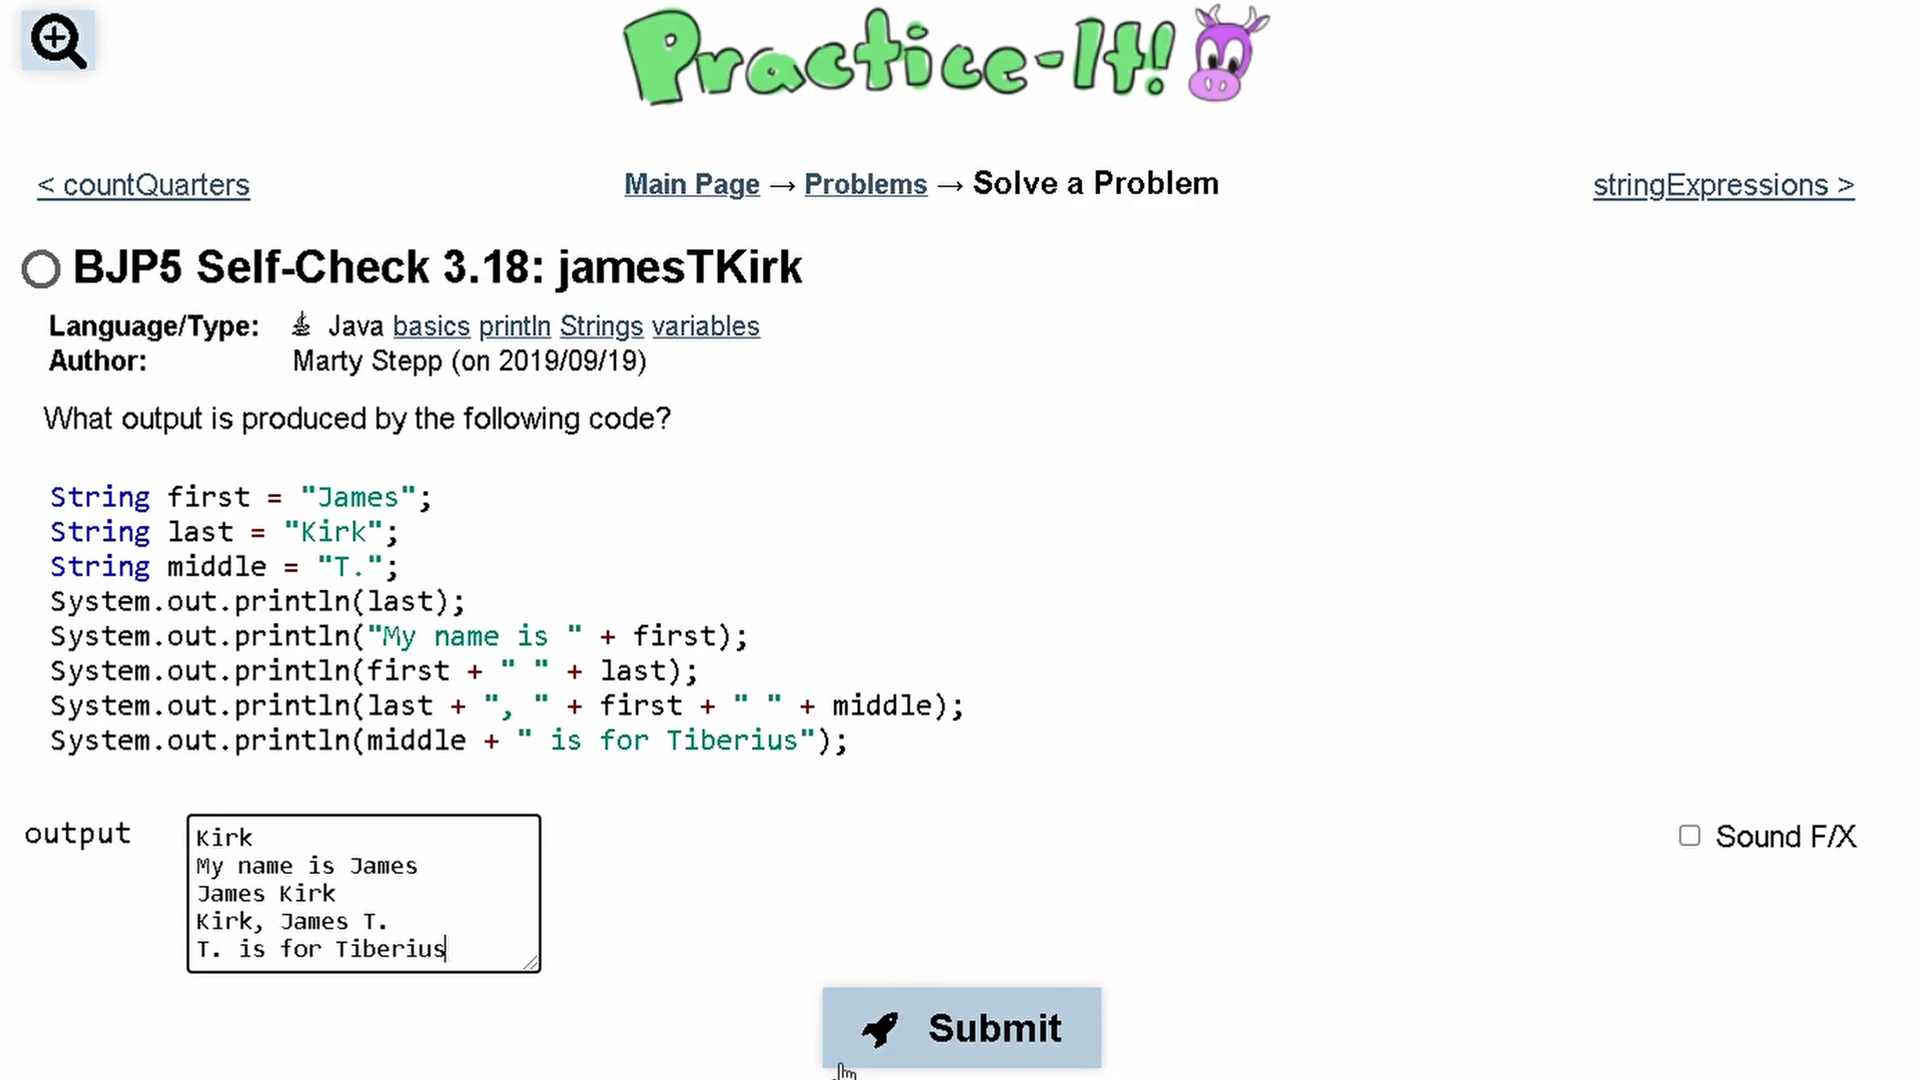 Practice-It!
< countQuarters
Main Page → Problems → Solve a Problem
stringExpressions >
BJP5 Self-Check 3.18: jamesTKirk
Language/Type: Java basics println Strings variables
Author: Marty Stepp (on 2019/09/19)
What output is produced by the following code?
String first = "James";
String last = "Kirk";
String middle = "T.";
System.out.println(last);
System.out.println("My name is " + first);
System.out.println(first + " " + last);
System.out.println(last + ", " + first + " " + middle);
System.out.println(middle + " is for Tiberius");
output
Kirk
My name is James
James Kirk
Kirk, James T.
T. is for Tiberius
Sound F/X
Submit